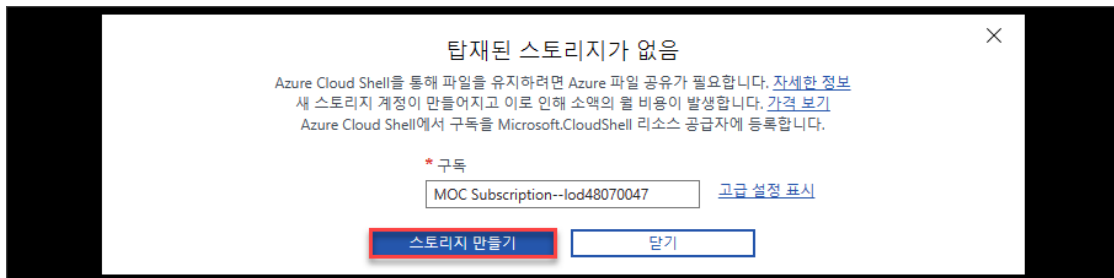 탑재된 스토리지가 없음
Azure Cloud Shell을 통해 파일을 유지하려면 Azure 파일 공유가 필요합니다. 자세한 정보
새 스토리지 계정이 만들어지고 이로 인해 소액의 월 비용이 발생합니다. 가격 보기
Azure Cloud Shell에서 구독을 Microsoft.CloudShell 리소스 공급자에 등록합니다.
* 구독
MOC Subscription--lod48070047 고급 설정 표시
스토리지 만들기 닫기